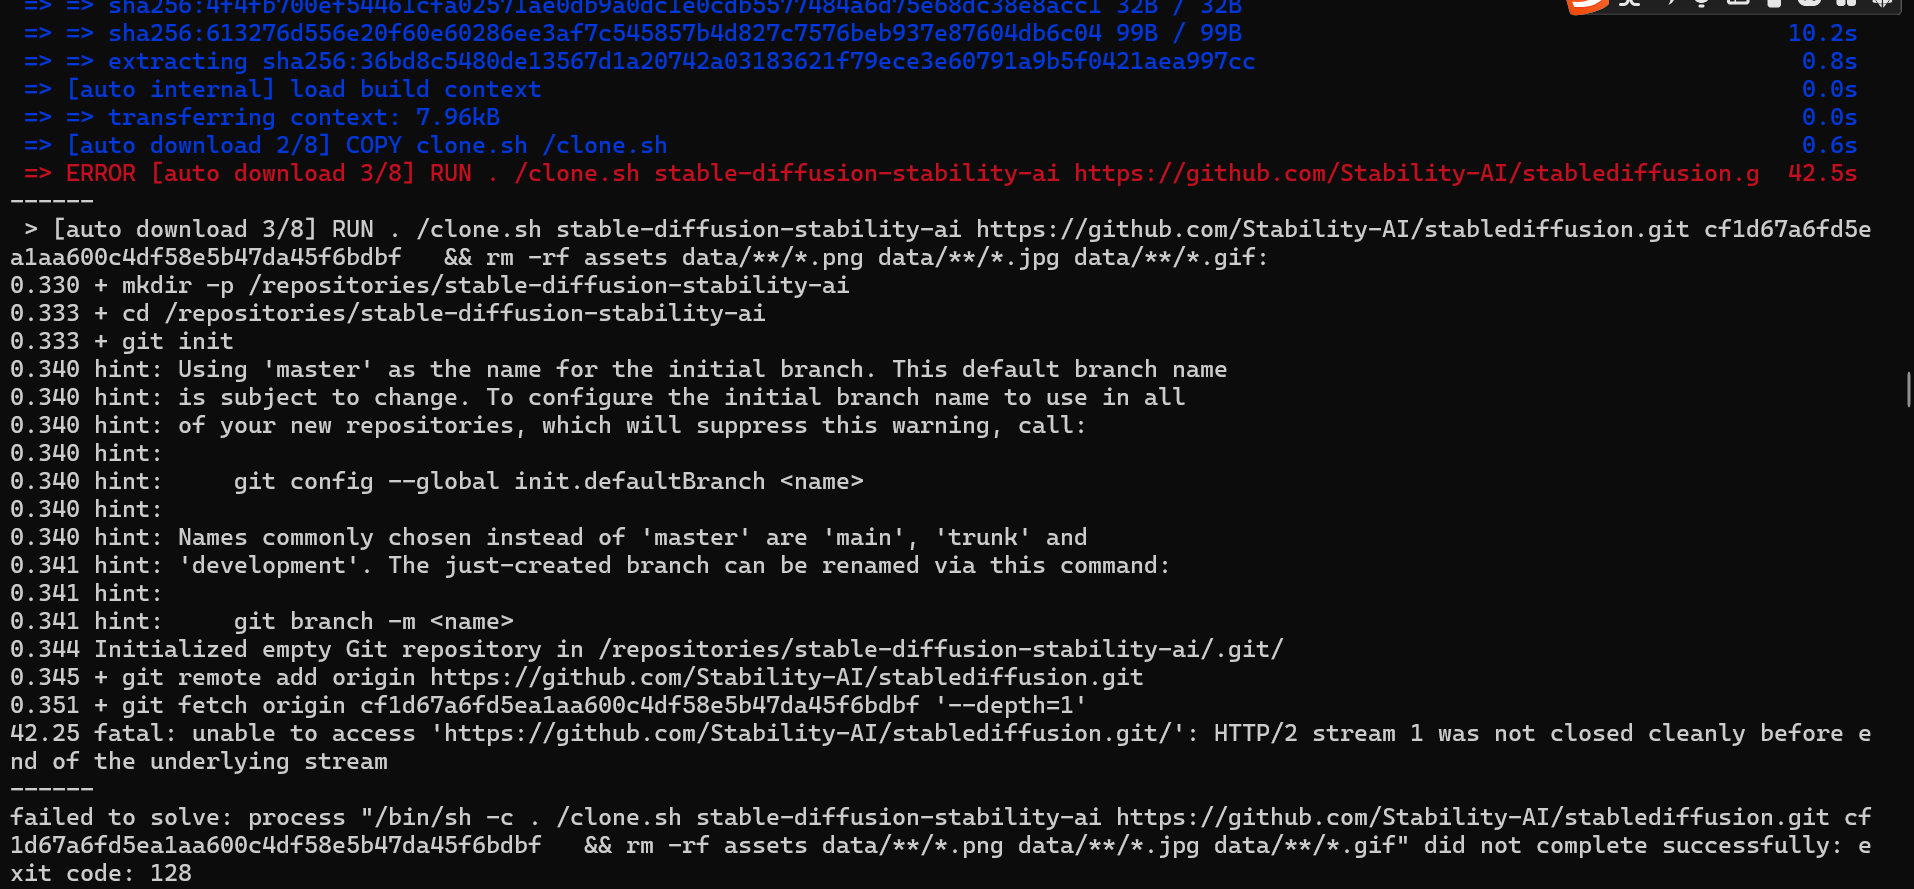 => => sha256:4f4fb700ef54461cfa02571ae0db9a0dc1e0cdb5577484a6d75e68dc38e8acc1 32B / 32B
=> => sha256:613276d556e20f60e60286ee3af7c545857b4d827c7576beb937e87604db6c04 99B / 99B 10.2s
=> => extracting sha256:36bd8c5480de13567d1a20742a03183621f79ece3e60791a9b5f0421aea997cc 0.8s
=> [auto internal] load build context 0.0s
=> => transferring context: 7.96kB 0.0s
=> [auto download 2/8] COPY clone.sh /clone.sh 0.6s
=> ERROR [auto download 3/8] RUN . /clone.sh stable-diffusion-stability-ai https://github.com/Stability-AI/stablediffusion.g 42.5s
------
> [auto download 3/8] RUN . /clone.sh stable-diffusion-stability-ai https://github.com/Stability-AI/stablediffusion.git cf1d67a6fd5e
a1aa600c4df58e5b47da45f6bdbf   && rm -rf assets data/**/*.png data/**/*.jpg data/**/*.gif:
0.330 + mkdir -p /repositories/stable-diffusion-stability-ai
0.333 + cd /repositories/stable-diffusion-stability-ai
0.333 + git init
0.340 hint: Using 'master' as the name for the initial branch. This default branch name
0.340 hint: is subject to change. To configure the initial branch name to use in all
0.340 hint: of your new repositories, which will suppress this warning, call:
0.340 hint:
0.340 hint:     git config --global init.defaultBranch <name>
0.340 hint:
0.340 hint: Names commonly chosen instead of 'master' are 'main', 'trunk' and
0.341 hint: 'development'. The just-created branch can be renamed via this command:
0.341 hint:
0.341 hint:     git branch -m <name>
0.344 Initialized empty Git repository in /repositories/stable-diffusion-stability-ai/.git/
0.345 + git remote add origin https://github.com/Stability-AI/stablediffusion.git
0.351 + git fetch origin cf1d67a6fd5ea1aa600c4df58e5b47da45f6bdbf '--depth=1'
42.25 fatal: unable to access 'https://github.com/Stability-AI/stablediffusion.git/': HTTP/2 stream 1 was not closed cleanly before e
nd of the underlying stream
------
failed to solve: process "/bin/sh -c . /clone.sh stable-diffusion-stability-ai https://github.com/Stability-AI/stablediffusion.git cf
1d67a6fd5ea1aa600c4df58e5b47da45f6bdbf   && rm -rf assets data/**/*.png data/**/*.jpg data/**/*.gif" did not complete successfully: e
xit code: 128